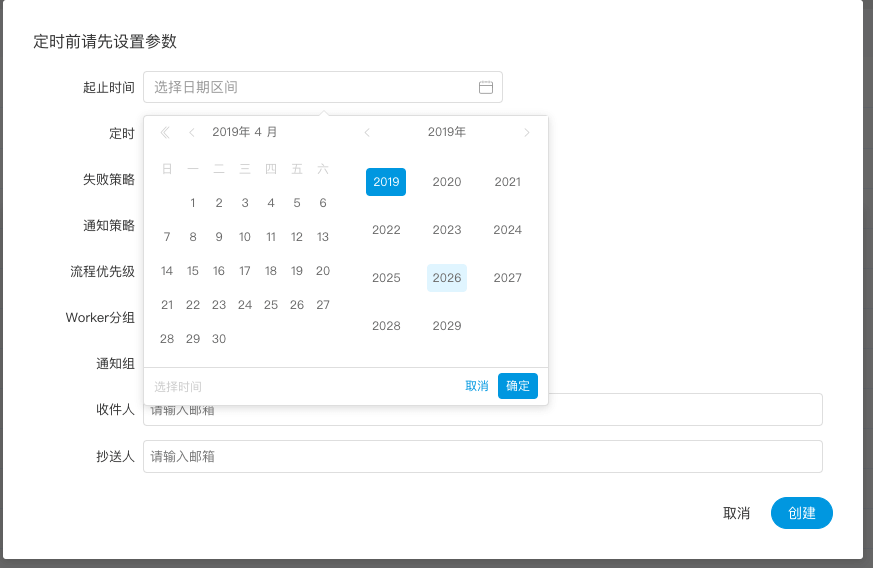 定时前请先设置参数
起止时间 选择日期区间
定时
失败策略
通知策略
流程优先级
Worker分组
通知组
2019年 4 月
日 一 二 三 四 五 六
1 2 3 4 5 6
7 8 9 10 11 12 13
14 15 16 17 18 19 20
21 22 23 24 25 26 27
28 29 30
2019年
2019 2020 2021
2022 2023 2024
2025 2026 2027
2028 2029
选择时间 取消 确定
收件人 请输入邮箱
抄送人 请输入邮箱
取消 创建